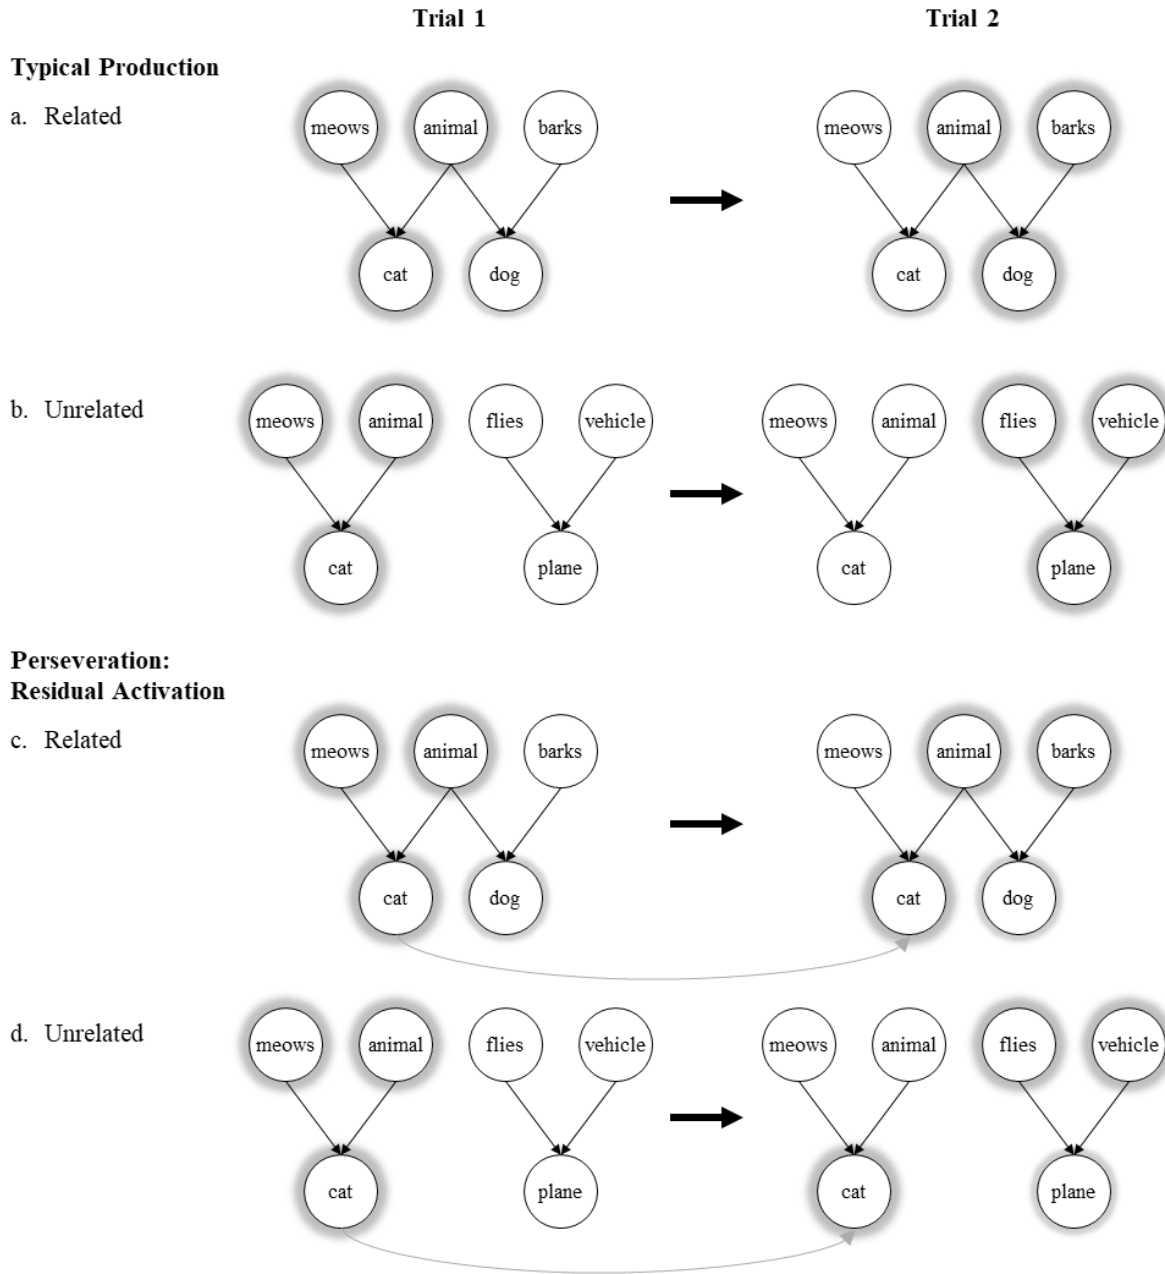 Trial 1 Trial 2
Typical Production
a. Related
meows animal barks meows animal barks
cat dog cat dog
b. Unrelated
meows animal flies vehicle meows animal flies vehicle
cat plane cat plane
Perseveration:
Residual Activation
c. Related
meows animal barks meows animal barks
cat dog cat dog
d. Unrelated
meows animal flies vehicle meows animal flies vehicle
cat plane cat plane